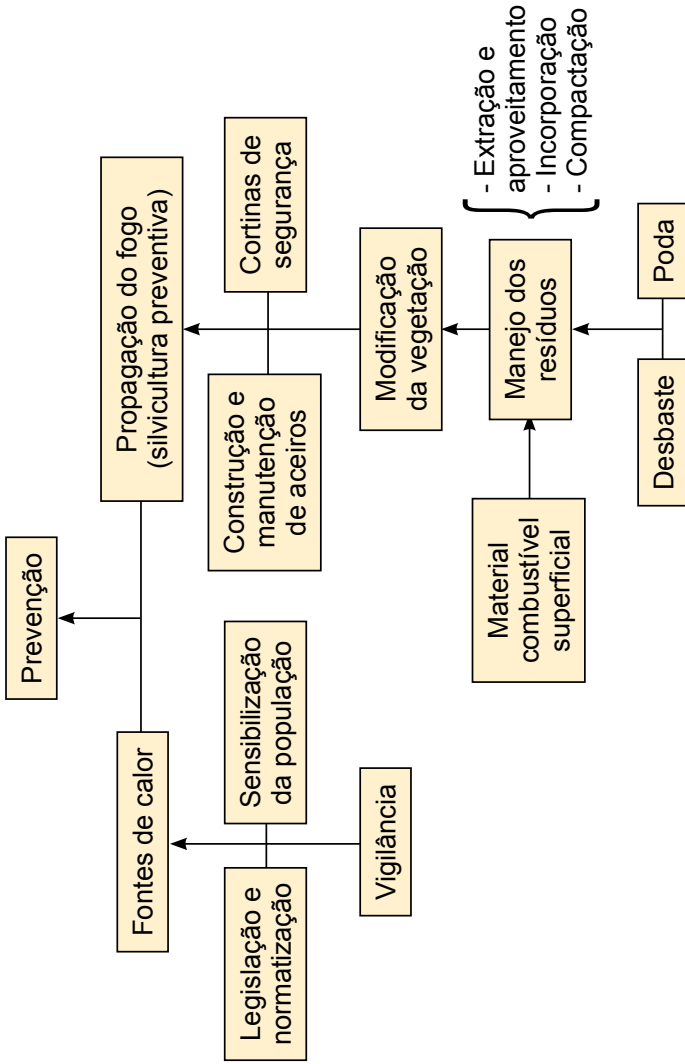 Prevenção
Fontes de calor
Propagação do fogo
(silvicultura preventiva)
Legislação e
normatização
Sensibilização
da população
Vigilância
Construção e
manutenção
de aceiros
Cortinas de
segurança
Modificação
da vegetação
Material
combustível
superficial
Manejo dos
resíduos
- Extração e
aproveitamento
- Incorporação
- Compactação
Desbaste
Poda